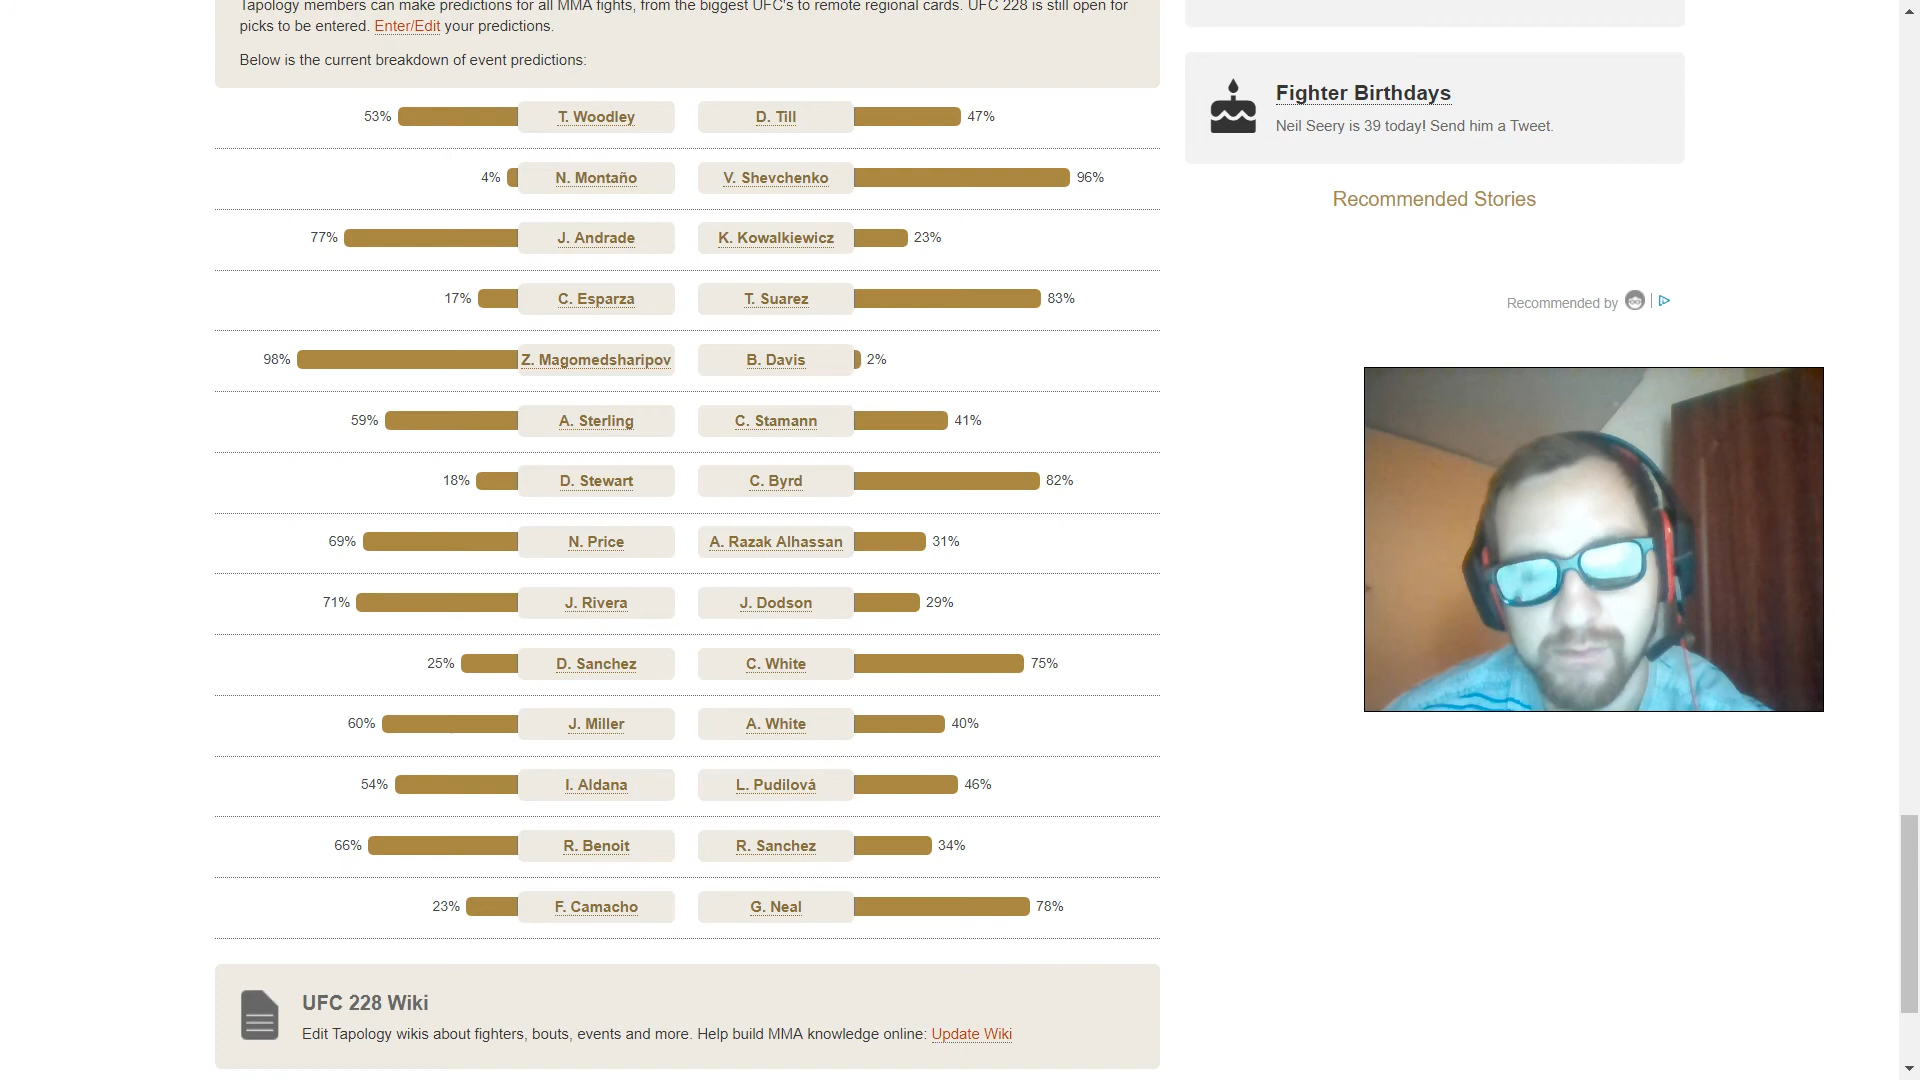 Tapology members can make predictions for all MMA fights, from the biggest UFC's to remote regional cards. UFC 228 is still open for
picks to be entered. Enter/Edit your predictions.
Below is the current breakdown of event predictions:
53% T. Woodley D. Till 47%
4% N. Montaño V. Shevchenko 96%
77% J. Andrade K. Kowalkiewicz 23%
17% C. Esparza T. Suarez 83%
98% Z. Magomedsharipov B. Davis 2%
59% A. Sterling C. Stamann 41%
18% D. Stewart C. Byrd 82%
69% N. Price A. Razak Alhassan 31%
71% J. Rivera J. Dodson 29%
25% D. Sanchez C. White 75%
60% J. Miller A. White 40%
54% I. Aldana L. Pudilová 46%
66% R. Benoit R. Sanchez 34%
23% F. Camacho G. Neal 78%
UFC 228 Wiki
Edit Tapology wikis about fighters, bouts, events and more. Help build MMA knowledge online: Update Wiki
Fighter Birthdays
Neil Seery is 39 today! Send him a Tweet.
Recommended Stories
Recommended by